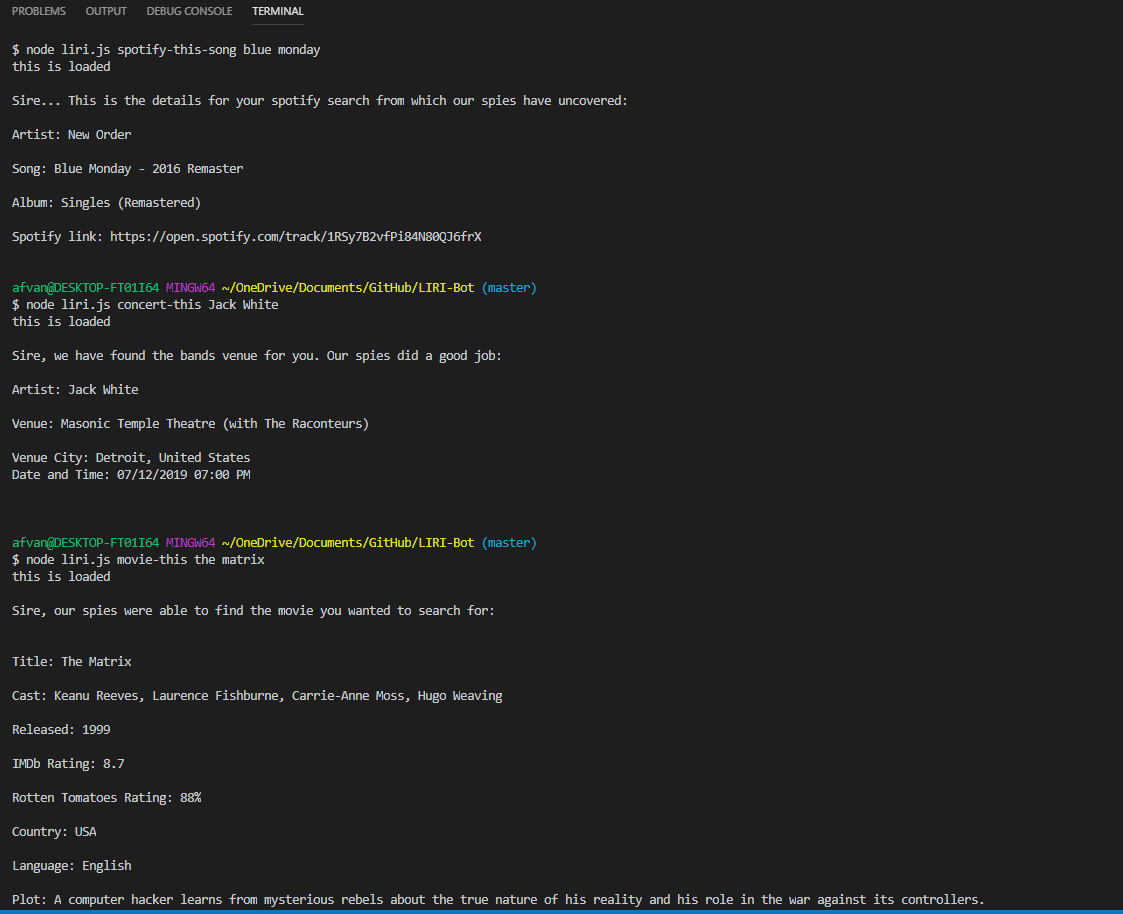 PROBLEMS OUTPUT DEBUG CONSOLE TERMINAL
$ node liri.js spotify-this-song blue monday
this is loaded
Sire... This is the details for your spotify search from which our spies have uncovered:
Artist: New Order
Song: Blue Monday - 2016 Remaster
Album: Singles (Remastered)
Spotify link: https://open.spotify.com/track/1RSy7B2vfPi84N80QJ6frX
afvan@DESKTOP-FT01I64 MINGW64 ~/OneDrive/Documents/GitHub/LIRI-Bot (master)
$ node liri.js concert-this Jack White
this is loaded
Sire, we have found the bands venue for you. Our spies did a good job:
Artist: Jack White
Venue: Masonic Temple Theatre (with The Raconteurs)
Venue City: Detroit, United States
Date and Time: 07/12/2019 07:00 PM
afvan@DESKTOP-FT01I64 MINGW64 ~/OneDrive/Documents/GitHub/LIRI-Bot (master)
$ node liri.js movie-this the matrix
this is loaded
Sire, our spies were able to find the movie you wanted to search for:
Title: The Matrix
Cast: Keanu Reeves, Laurence Fishburne, Carrie-Anne Moss, Hugo Weaving
Released: 1999
IMDb Rating: 8.7
Rotten Tomatoes Rating: 88%
Country: USA
Language: English
Plot: A computer hacker learns from mysterious rebels about the true nature of his reality and his role in the war against its controllers.